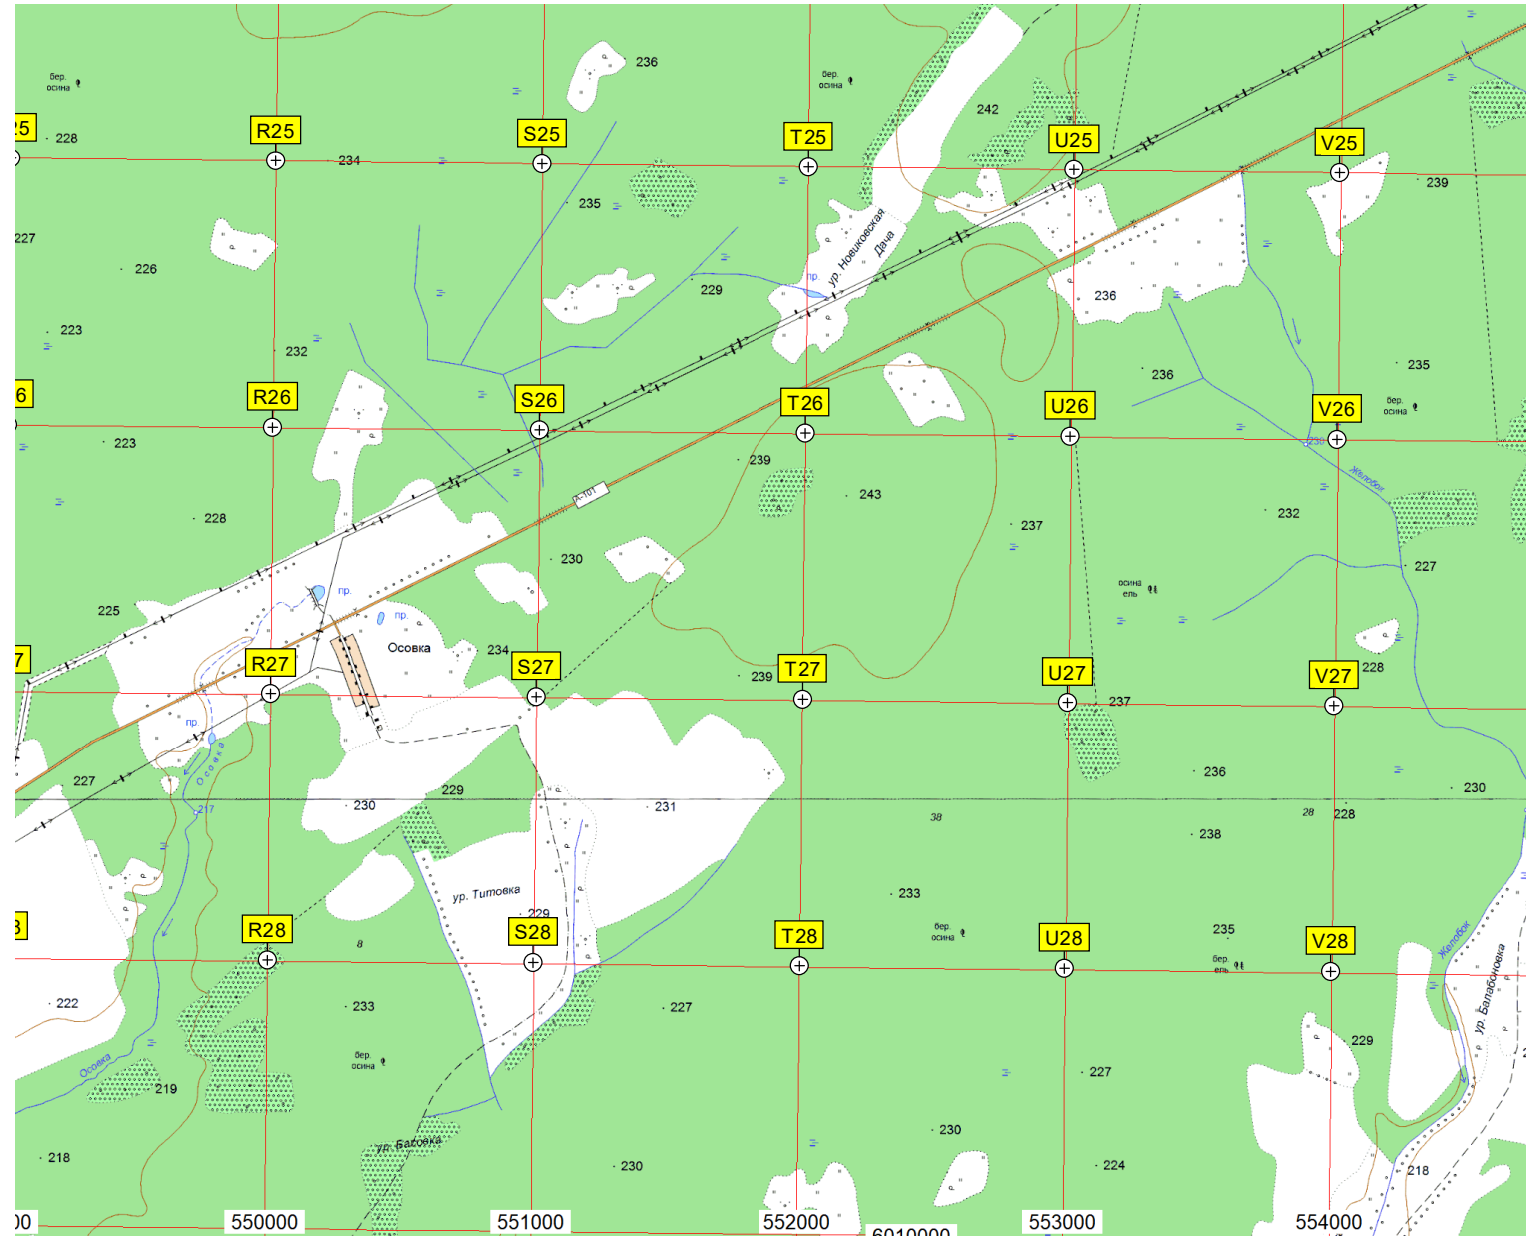 236
бер.
осина
бер.
осина
242
25
228
R25
234
S25
T25
U25
V25
239
235
227
226
ур. Новиковская
Дача
пр.
229
236
223
232
235
236
6
R26
S26
T26
U26
V26
бер.
осина
230
223
239
Желобок
А-101
243
228
237
232
230
227
осина
ель
пр.
225
пр.
Осовка
234
7
R27
S27
239
T27
U27
V27
228
237
пр.
Осовка
227
236
229
230
230
217
231
38
28
228
238
ур. Титовка
233
229
R28
8
S28
T28
бер.
осина
U28
235
бер.
ель
V28
Желобок
ур. Балабоновка
222
233
227
229
Осовка
бер.
осина
219
227
230
ур. Басовка
218
230
224
218
00
550000
551000
552000
6010000
553000
554000